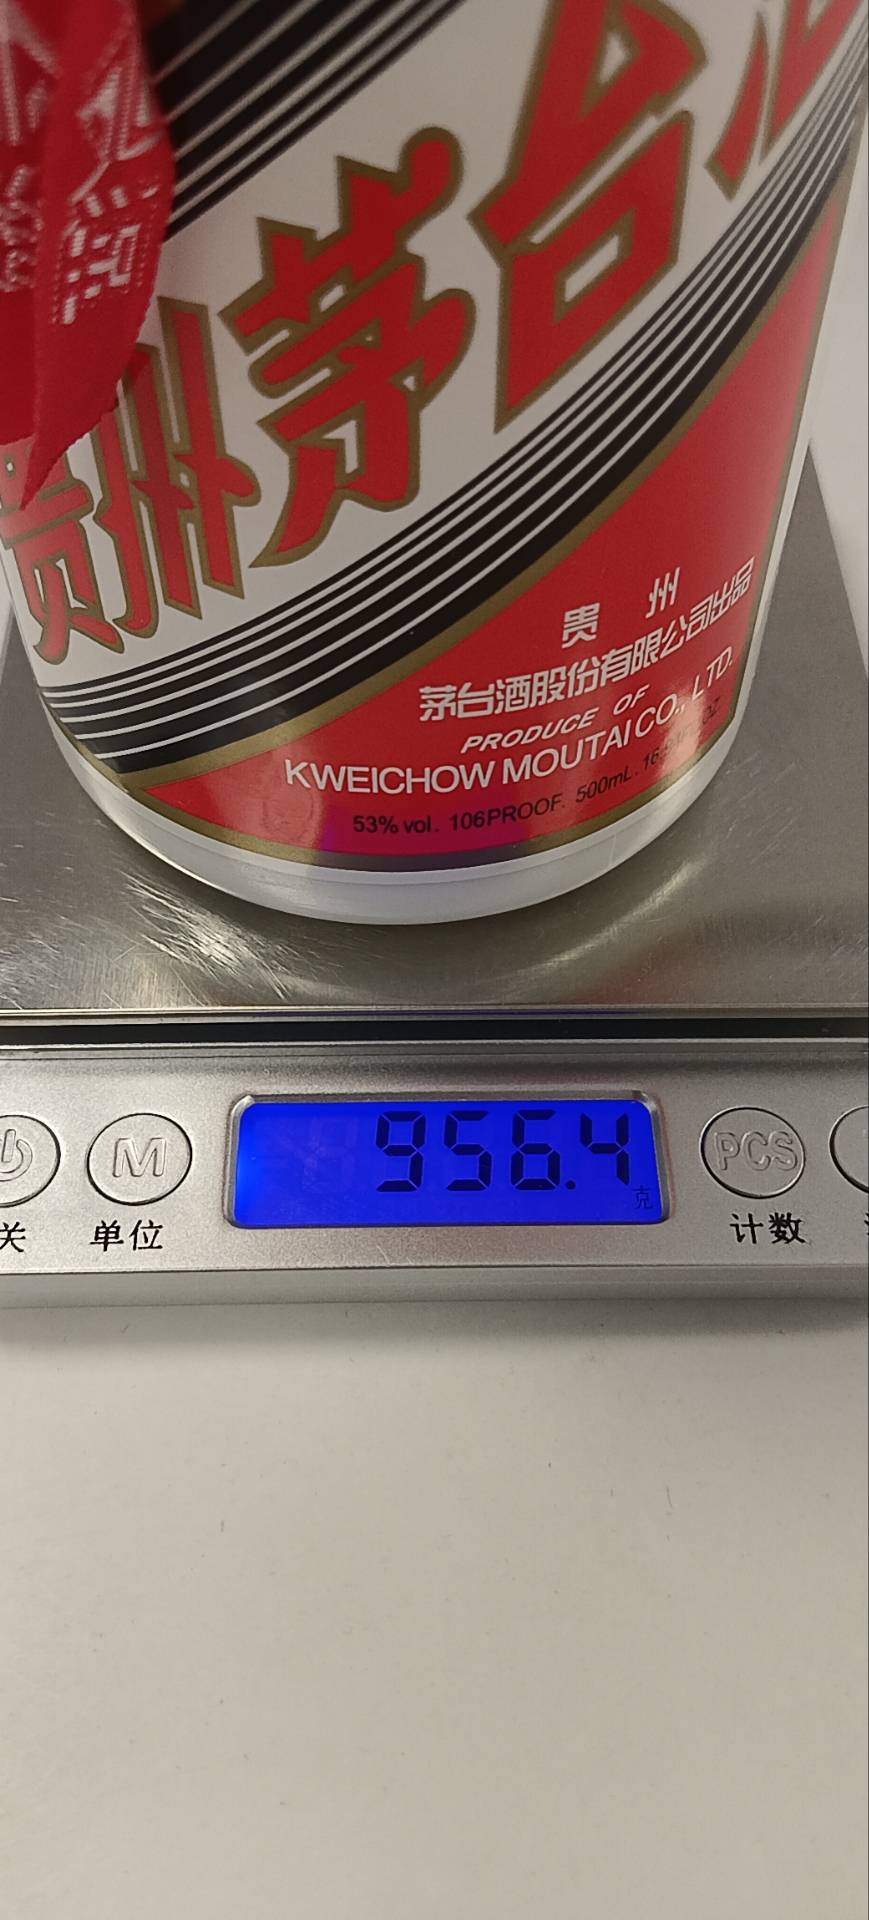 贵州茅台酒
贵州
茅台酒股份有限公司出品
PRODUCE OF
KWEICHOW MOUTAI CO., LTD.
53% vol. 106PROOF. 500mL.
956.4
克
M
PCS
关
单位
计数